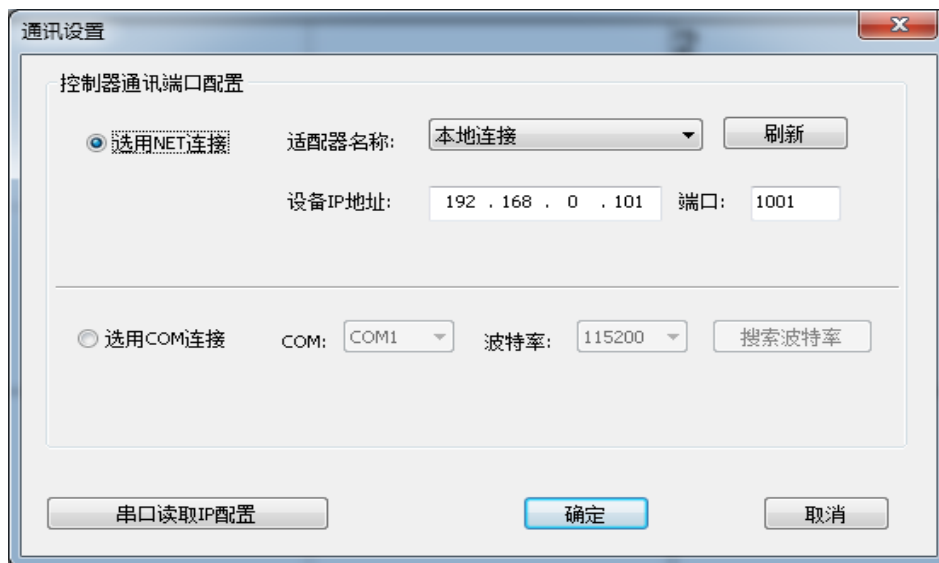 通讯设置
控制器通讯端口配置
选用NET连接 适配器名称: 本地连接 刷新
设备IP地址: 192 . 168 . 0 . 101 端口: 1001
选用COM连接 COM: COM1 波特率: 115200 搜索波特率
串口读取IP配置 确定 取消